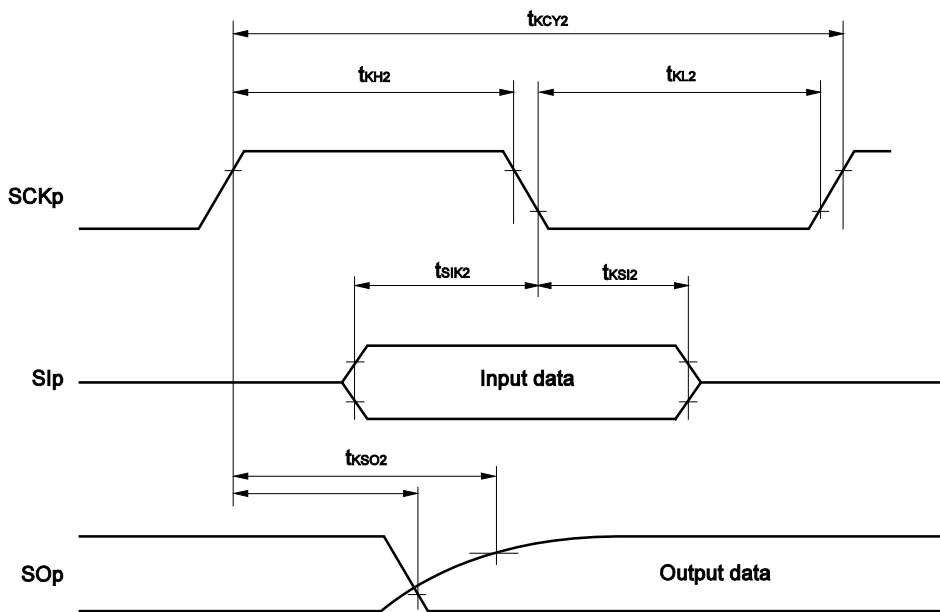 tKCY2
tKH2
tKL2
SCKp
tSIK2
tKSI2
SIp
Input data
tKSO2
SOp
Output data